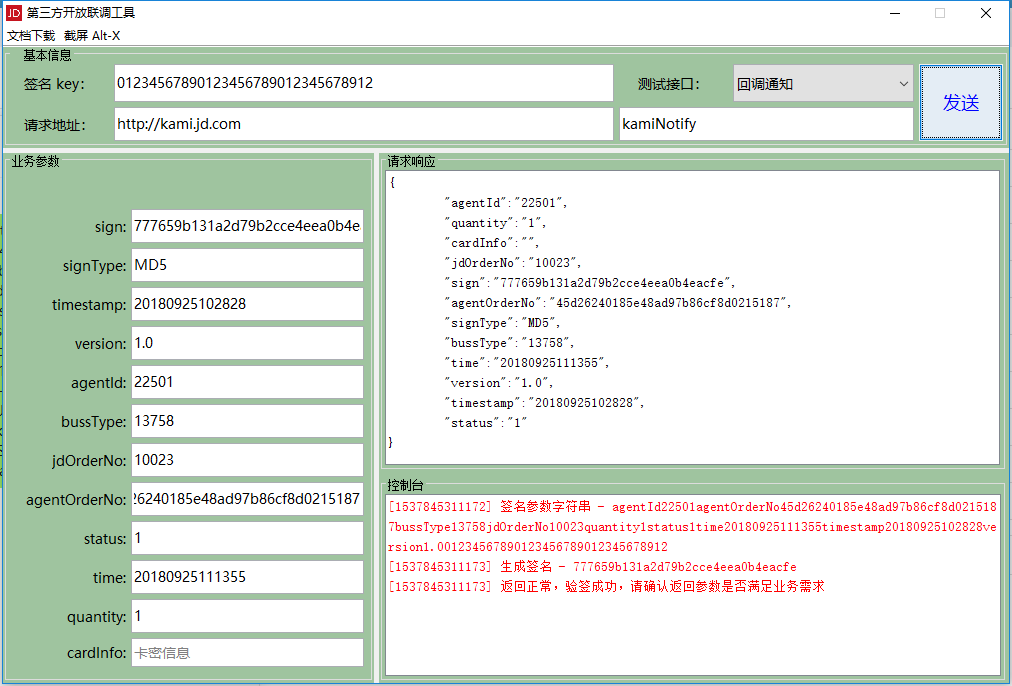 JD 第三方开放联调工具
文档下载 截屏 Alt-X
基本信息
签名 key: 01234567890123456789012345678912 测试接口: 回调通知 发送
请求地址: http://kami.jd.com kamiNotify
业务参数
sign: 777659b131a2d79b2cce4eea0b4e
signType: MD5
timestamp: 20180925102828
version: 1.0
agentId: 22501
bussType: 13758
jdOrderNo: 10023
agentOrderNo: 26240185e48ad97b86cf8d0215187
status: 1
time: 20180925111355
quantity: 1
cardInfo: 卡密信息
请求响应
{
"agentId":"22501",
"quantity":"1",
"cardInfo":"",
"jdOrderNo":"10023",
"sign":"777659b131a2d79b2cce4eea0b4eacfe",
"agentOrderNo":"45d26240185e48ad97b86cf8d0215187",
"signType":"MD5",
"bussType":"13758",
"time":"20180925111355",
"version":"1.0",
"timestamp":"20180925102828",
"status":"1"
}
控制台
[1537845311172] 签名参数字符串 - agentId22501agentOrderNo45d26240185e48ad97b86cf8d021518
7bussType13758jdOrderNo10023quantity1status1time20180925111355timestamp20180925102828ve
rsion1.001234567890123456789012345678912
[1537845311173] 生成签名 - 777659b131a2d79b2cce4eea0b4eacfe
[1537845311173] 返回正常，验签成功，请确认返回参数是否满足业务需求